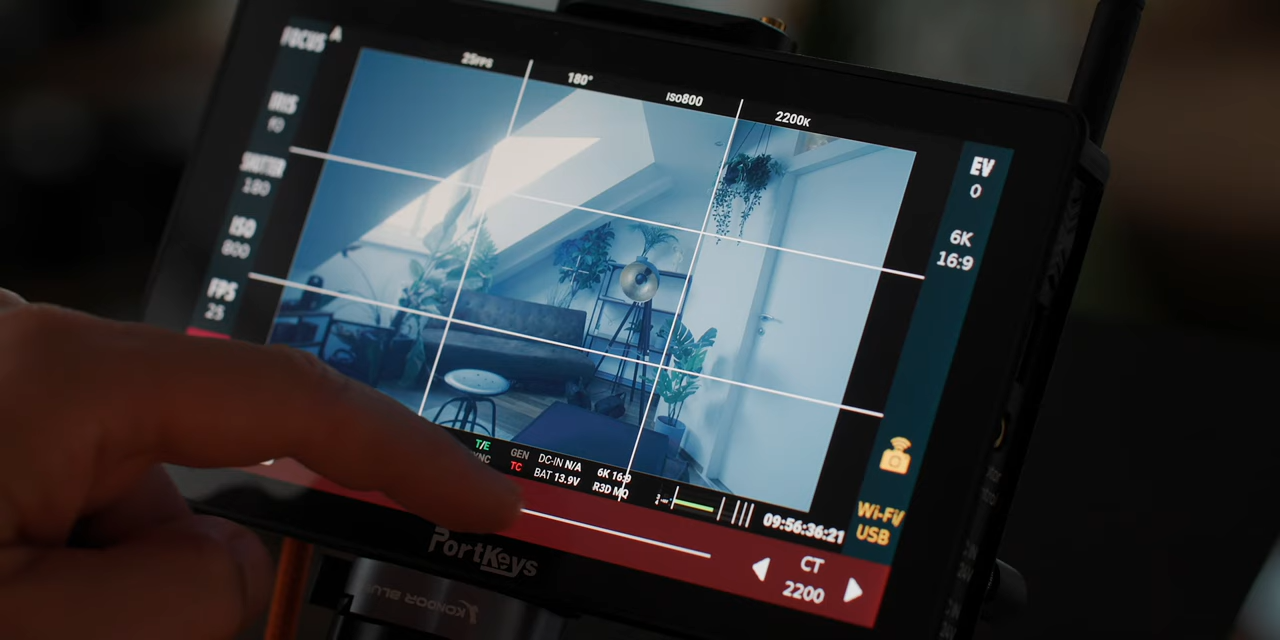 FOCUS A
25FPS
180°
ISO800
2200K
IRIS
SHUTTER
180
ISO
800
FPS
25
EV
0
6K
16:9
Wi-Fi/
USB
T/E
GEN
TC
DC-IN N/A
BAT 13.9V
6K 16:9
R3D MQ
09:56:36:21
CT
2200
PortKeys
KONDOR BLUE